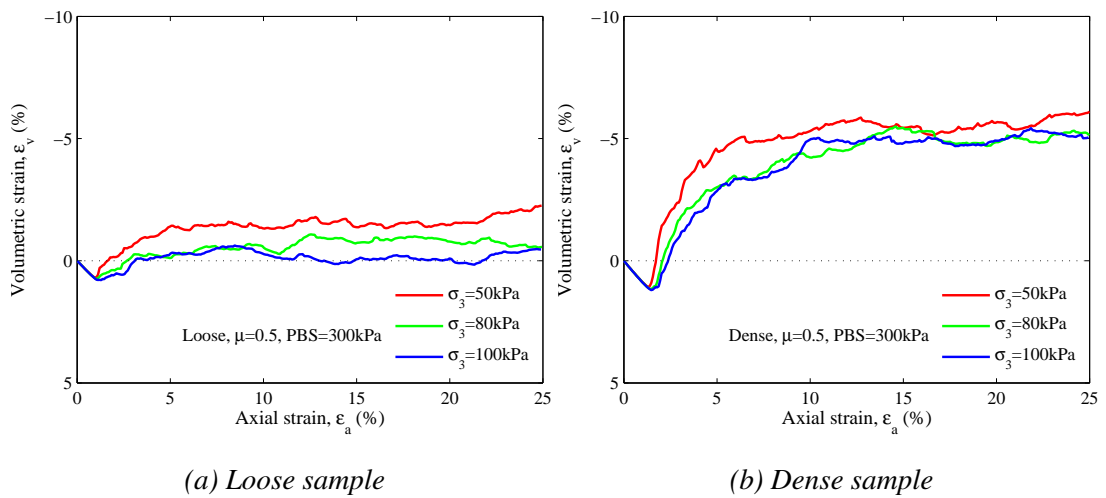 −10
−5
0
5
Volumetric strain, ε_v (%)
0 5 10 15 20 25
Axial strain, ε_a (%)
Loose, μ=0.5, PBS=300kPa
σ_3=50kPa
σ_3=80kPa
σ_3=100kPa
(a) Loose sample
−10
−5
0
5
Volumetric strain, ε_v (%)
0 5 10 15 20 25
Axial strain, ε_a (%)
Dense, μ=0.5, PBS=300kPa
σ_3=50kPa
σ_3=80kPa
σ_3=100kPa
(b) Dense sample